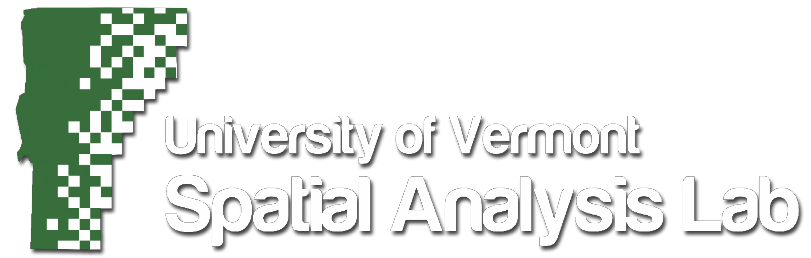 University of Vermont
Spatial Analysis Lab